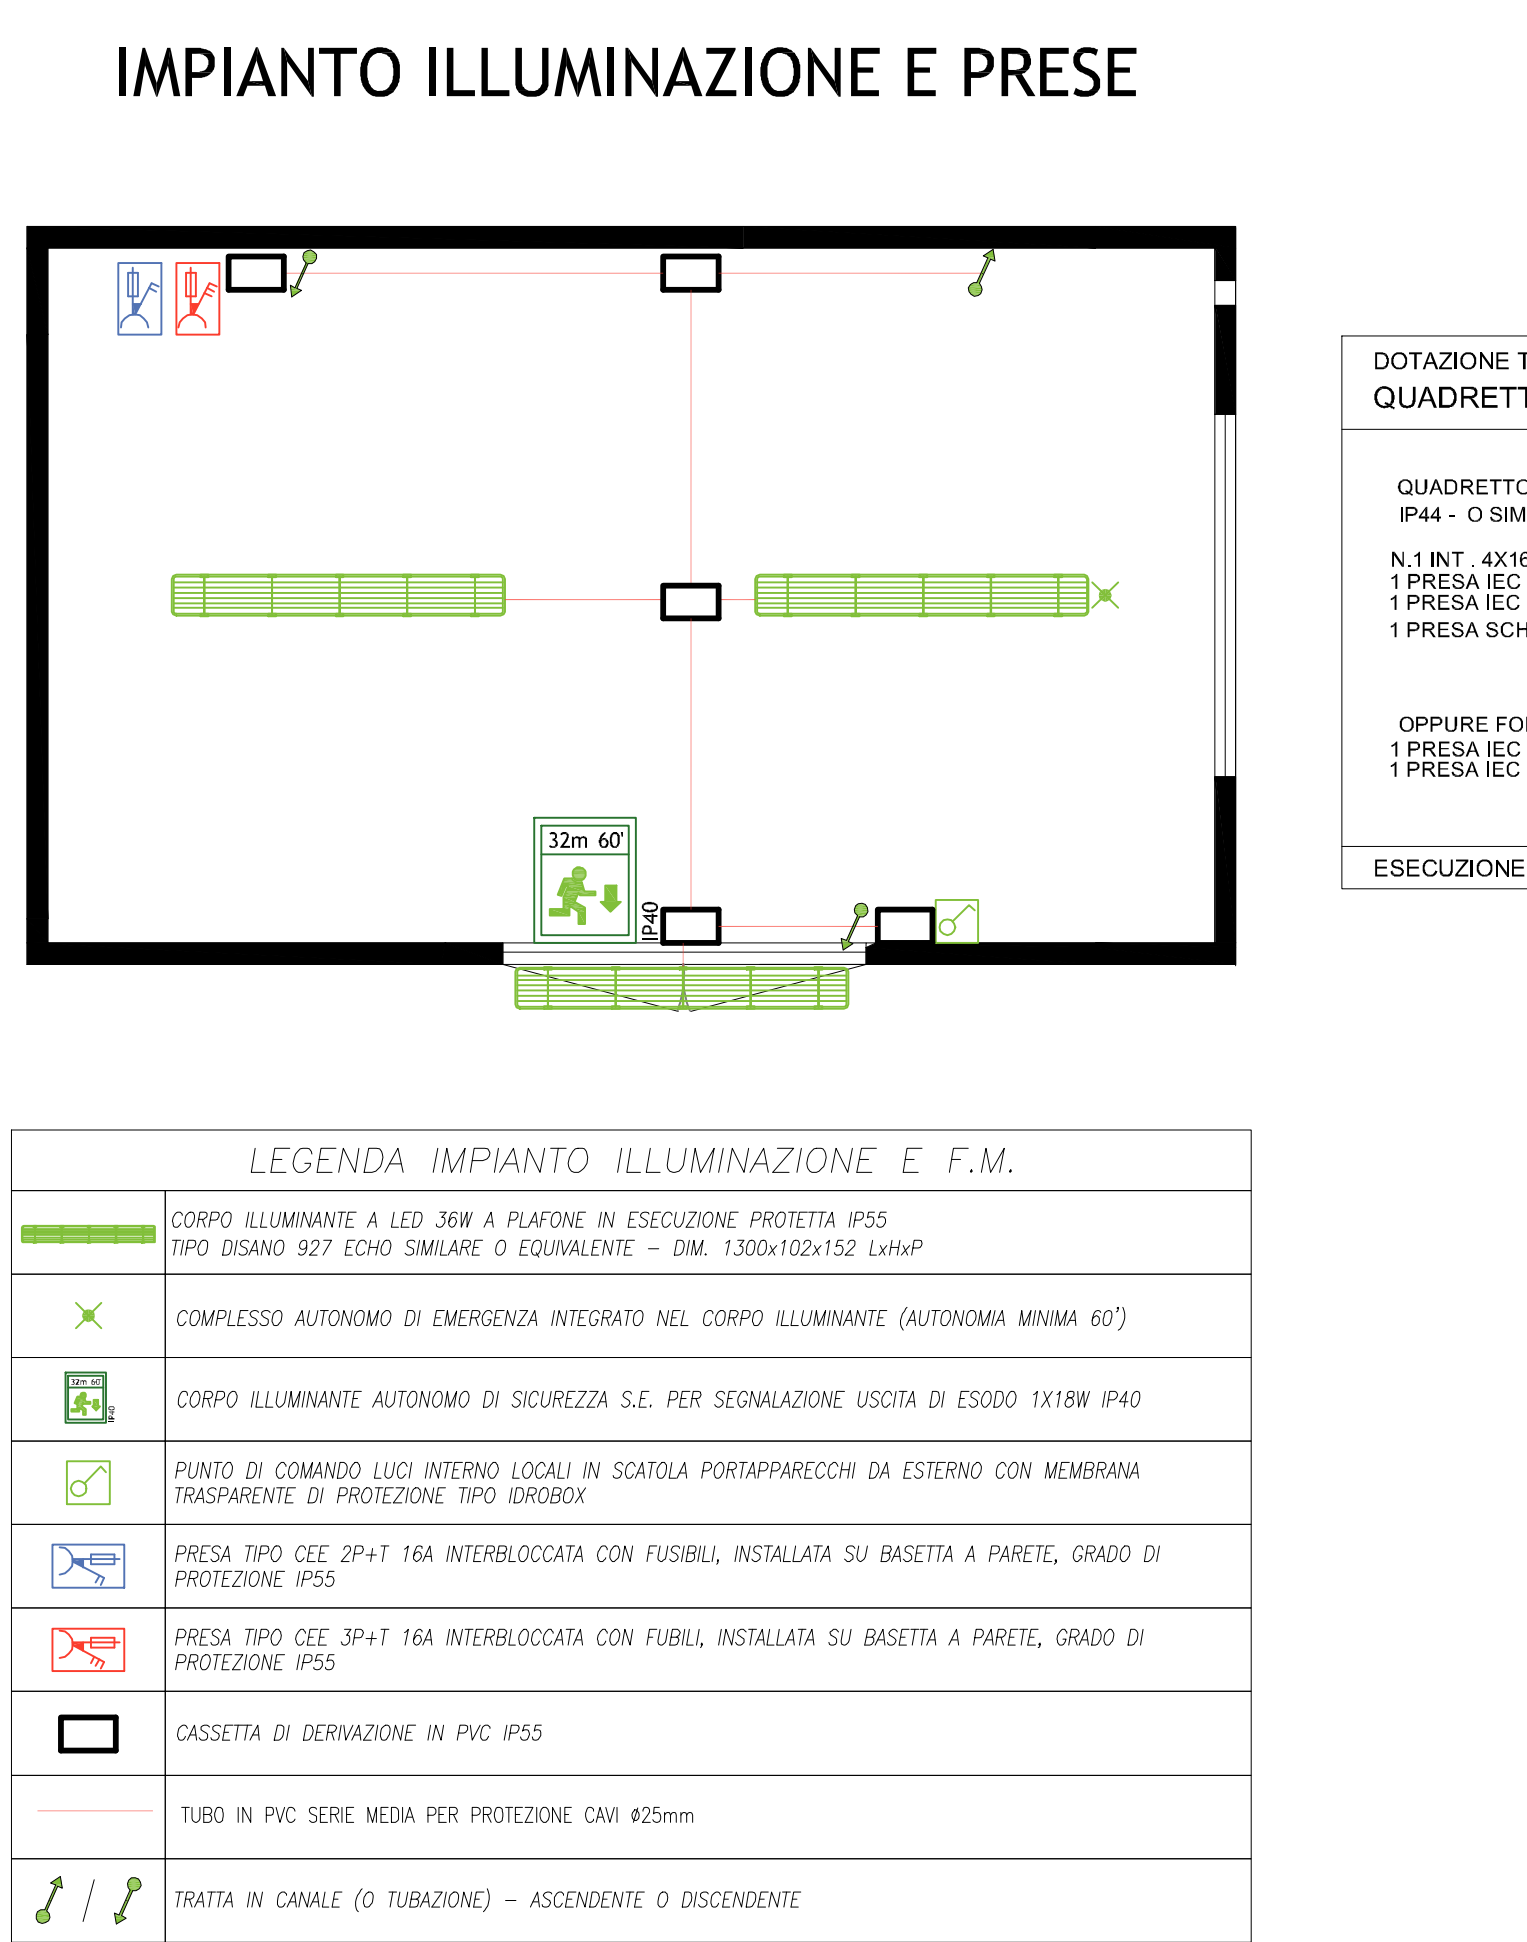 IMPIANTO ILLUMINAZIONE E PRESE
DOTAZIONE T
QUADRETT
QUADRETTO
IP44 - O SIM
N.1 INT . 4X16
1 PRESA IEC
1 PRESA IEC
1 PRESA SCH
OPPURE FO
1 PRESA IEC
1 PRESA IEC
ESECUZIONE
32m 60'
IP40
LEGENDA IMPIANTO ILLUMINAZIONE E F.M.
CORPO ILLUMINANTE A LED 36W A PLAFONE IN ESECUZIONE PROTETTA IP55
TIPO DISANO 927 ECHO SIMILARE O EQUIVALENTE – DIM. 1300x102x152 LxHxP
COMPLESSO AUTONOMO DI EMERGENZA INTEGRATO NEL CORPO ILLUMINANTE (AUTONOMIA MINIMA 60')
32m 60'
IP40
CORPO ILLUMINANTE AUTONOMO DI SICUREZZA S.E. PER SEGNALAZIONE USCITA DI ESODO 1X18W IP40
PUNTO DI COMANDO LUCI INTERNO LOCALI IN SCATOLA PORTAPPARECCHI DA ESTERNO CON MEMBRANA
TRASPARENTE DI PROTEZIONE TIPO IDROBOX
PRESA TIPO CEE 2P+T 16A INTERBLOCCATA CON FUSIBILI, INSTALLATA SU BASETTA A PARETE, GRADO DI
PROTEZIONE IP55
PRESA TIPO CEE 3P+T 16A INTERBLOCCATA CON FUBILI, INSTALLATA SU BASETTA A PARETE, GRADO DI
PROTEZIONE IP55
CASSETTA DI DERIVAZIONE IN PVC IP55
TUBO IN PVC SERIE MEDIA PER PROTEZIONE CAVI ø25mm
/
TRATTA IN CANALE (O TUBAZIONE) – ASCENDENTE O DISCENDENTE